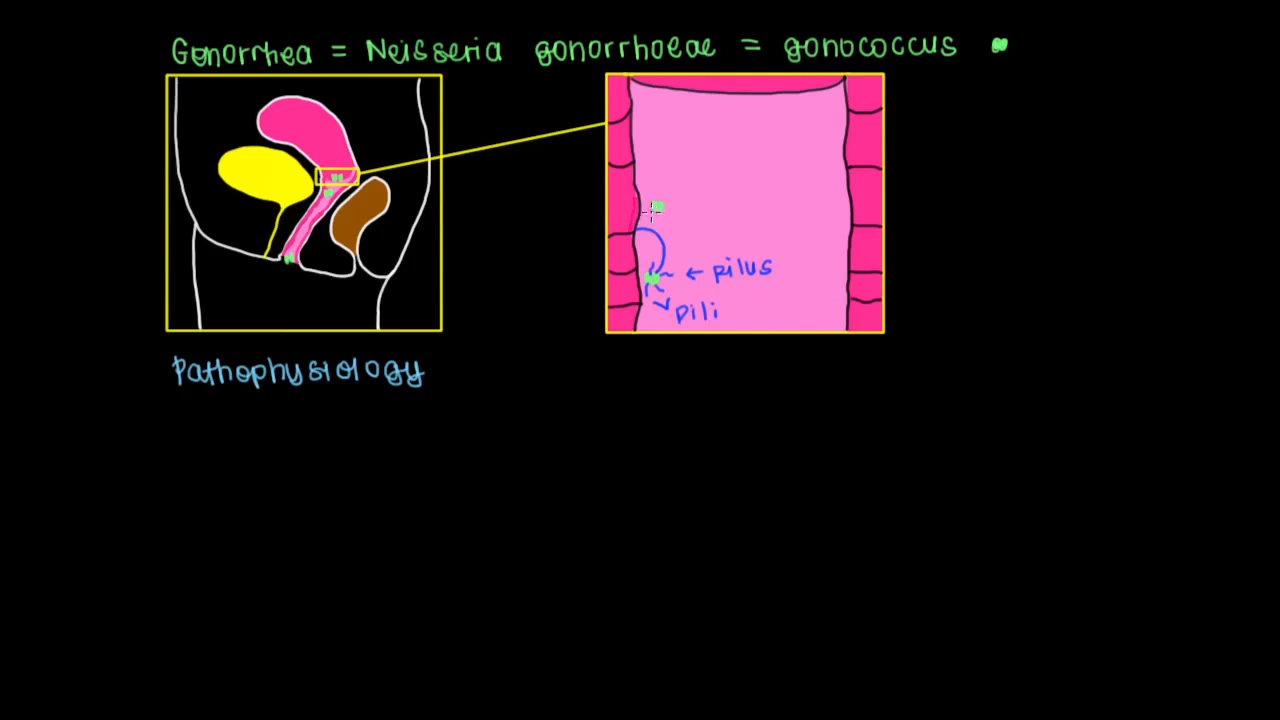 Gonorrhea = Neisseria gonorrhoeae = gonococcus
← pilus
pili
Pathophysiology